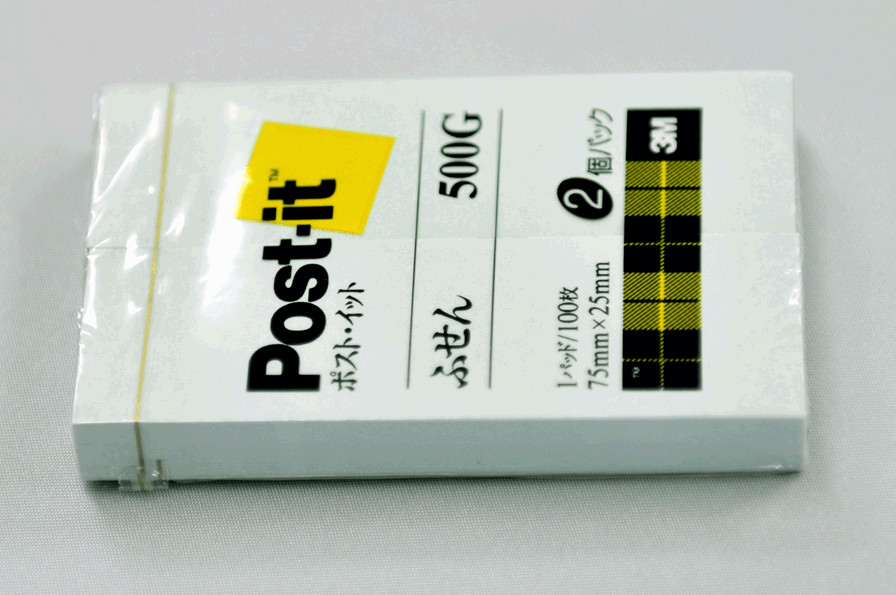 Post-it™
ポスト・イット
ふせん 500G
2個パック
1パッド/100枚
75mm×25mm
™
3M